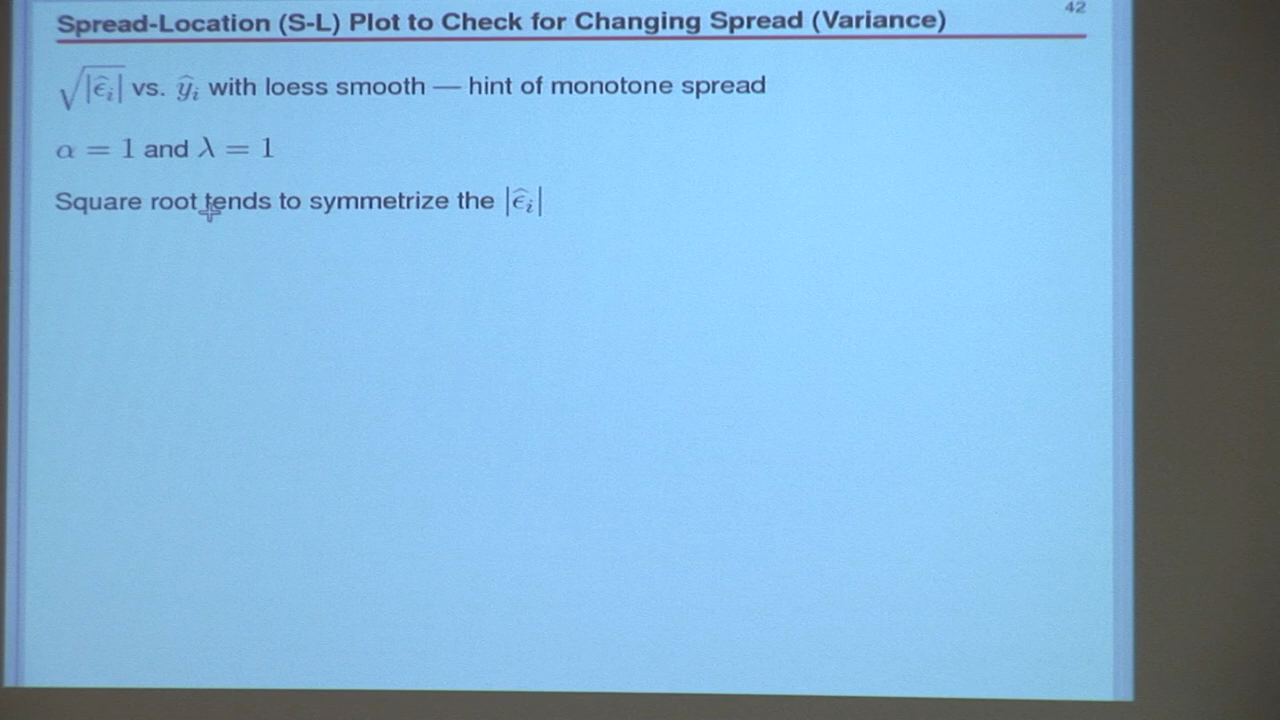 Spread-Location (S-L) Plot to Check for Changing Spread (Variance)
42
√|ε̂ᵢ| vs. ŷᵢ with loess smooth — hint of monotone spread
α = 1 and λ = 1
Square root tends to symmetrize the |ε̂ᵢ|